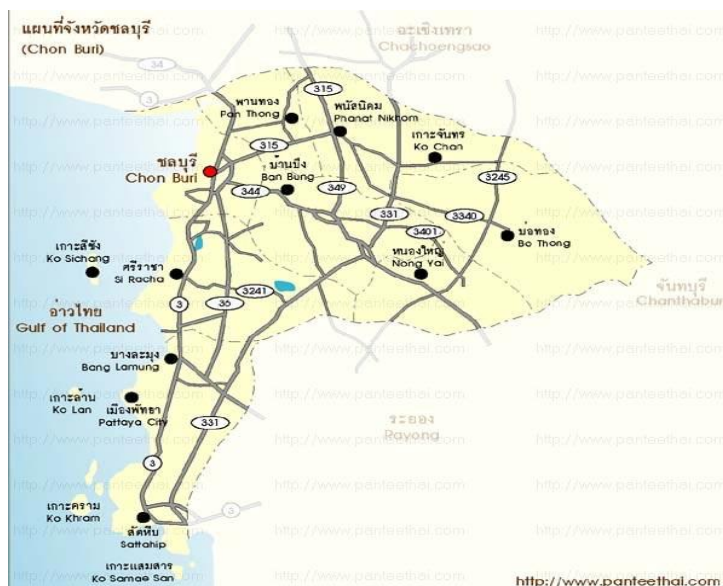 แผนที่จังหวัดชลบุรี
(Chon Buri)
ฉะเชิงเทรา
Chachoengsao
34
3
315
พานทอง
Pan Thong
พนัสนิคม
Phanat Nikhom
เกาะจันทร
Ko Chan
315
ชลบุรี
Chon Buri
บ้านบึง
Ban Bung
344
349
3245
331
3340
3401
บ่อทอง
Bo Thong
หนองใหญ่
Nong Yai
เกาะสีชัง
Ko Sichang
ศรีราชา
Si Racha
จันทบุรี
Chanthabur
3
36
3241
อ่าวไทย
Gulf of Thailand
บางละมุง
Bang Lamung
เกาะล้าน
Ko Lan
เมืองพัทยา
Pattaya City
331
ระยอง
Rayong
3
เกาะคราม
Ko Khram
สัตหีบ
Sattahip
3
เกาะแสมสาร
Ko Samae San
http://www.panteethai.com